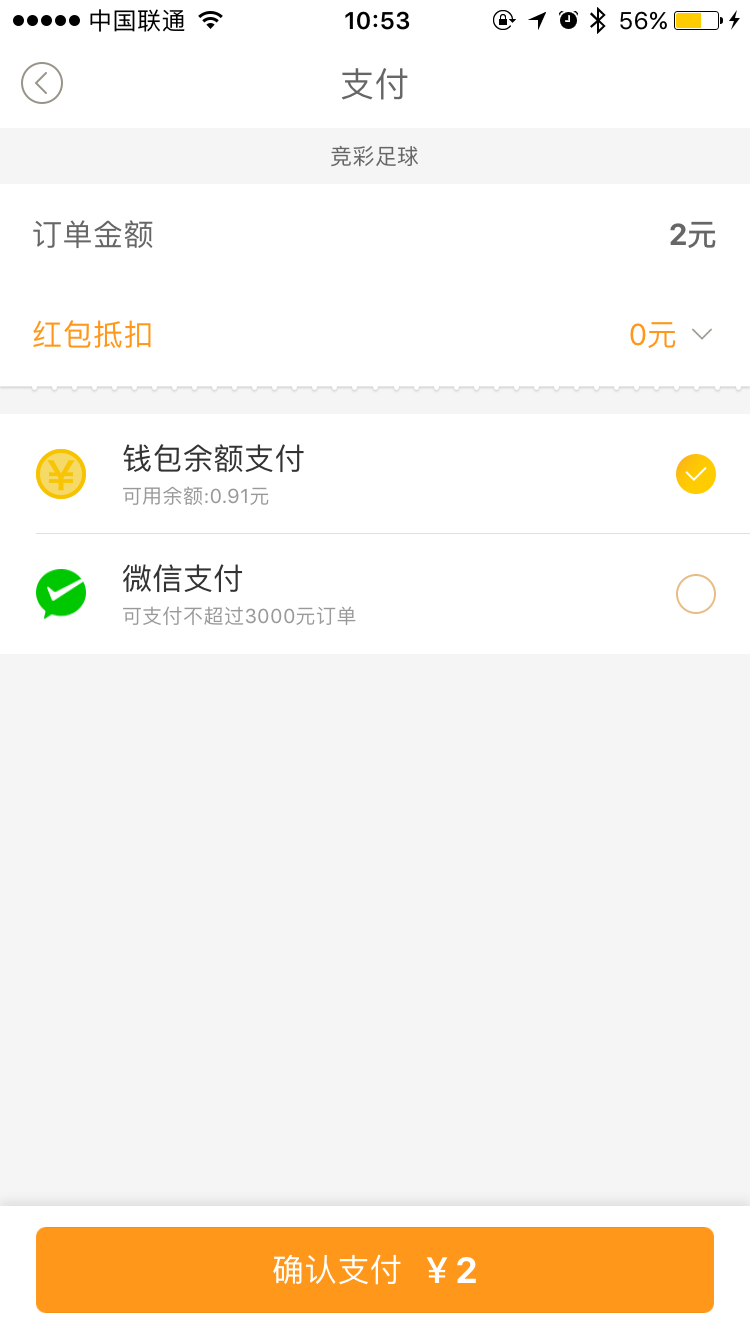 中国联通 10:53 56%
支付
竞彩足球
订单金额 2元
红包抵扣 0元
钱包余额支付
可用余额:0.91元
微信支付
可支付不超过3000元订单
确认支付 ¥2